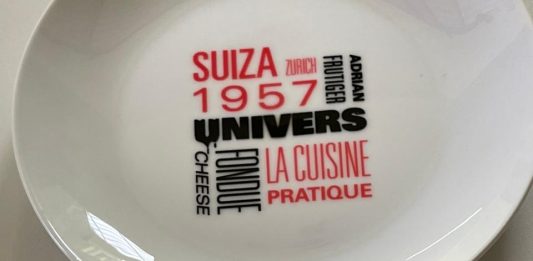 SUIZA ZURICH
ADRIAN
FRUTIGER
1957
UNIVERS
CHEESE
FONDUE
LA CUISINE
PRATIQUE